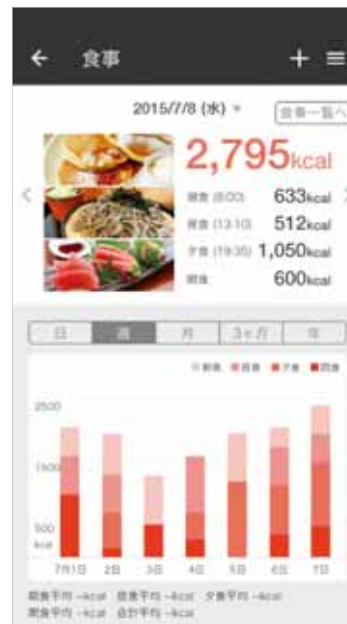 食事
2015/7/8 (水)
食事一覧へ
2,795kcal
朝食 (8:00) 633kcal
昼食 (13:10) 512kcal
夕食 (19:35) 1,050kcal
間食 600kcal
日 週 月 3ヶ月 年
朝食 昼食 夕食 間食
2500
1500
500
kcal
7月1日 2日 3日 4日 5日 6日 7日
朝食平均 --kcal 昼食平均 --kcal 夕食平均 --kcal
間食平均 --kcal 合計平均 --kcal